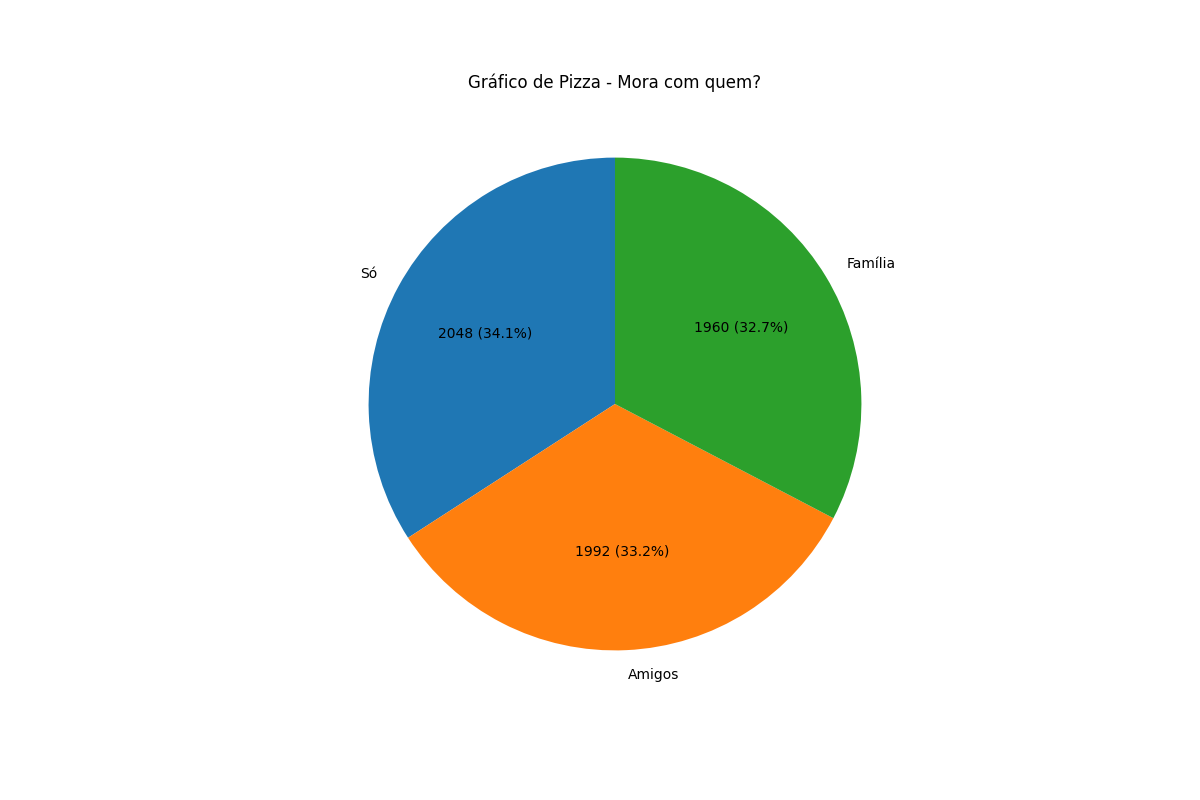 Gráfico de Pizza - Mora com quem?
Família
Só
1960 (32.7%)
2048 (34.1%)
1992 (33.2%)
Amigos